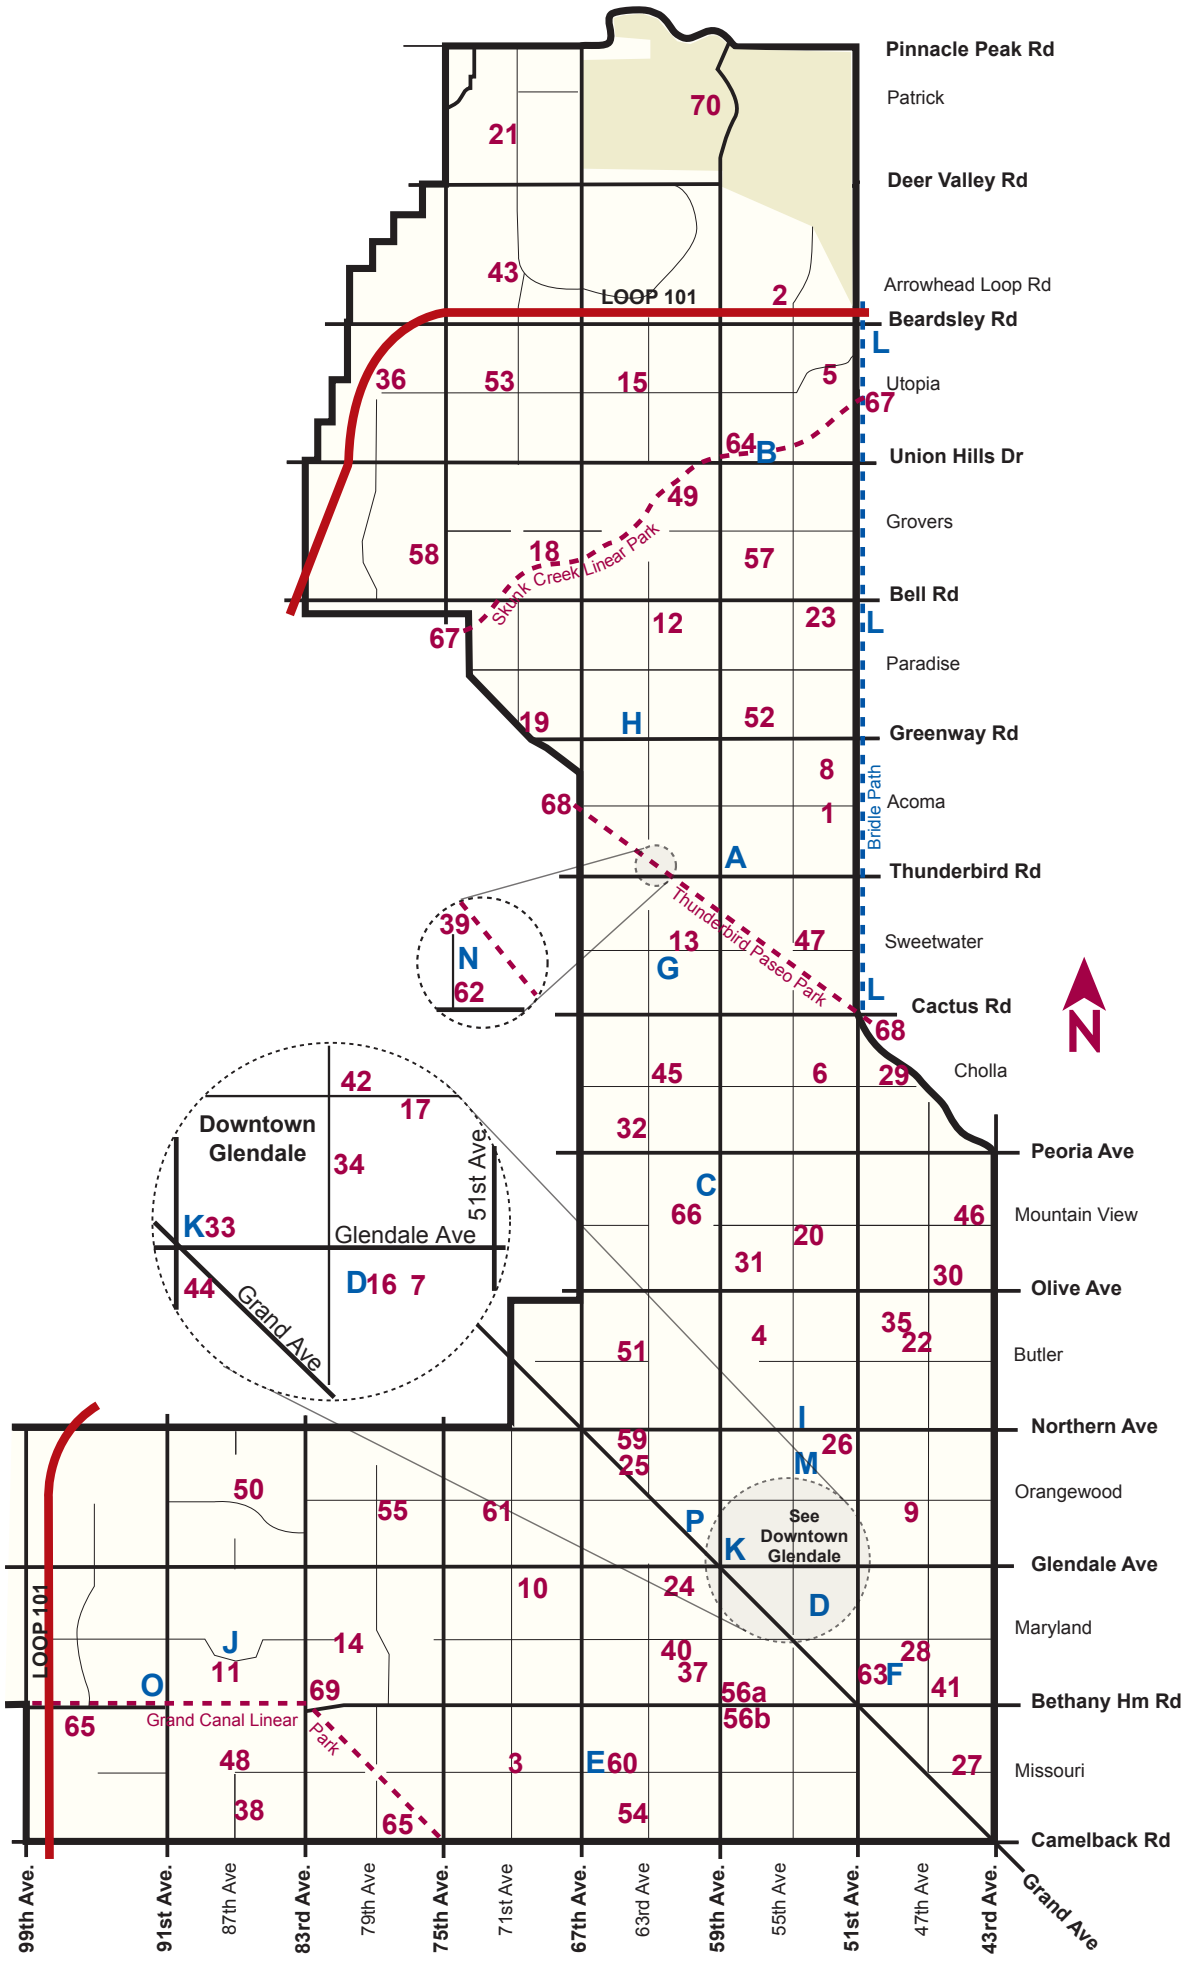 Pinnacle Peak Rd
Patrick
70
21
Deer Valley Rd
43
Arrowhead Loop Rd
2
LOOP 101
Beardsley Rd
L
36
53
15
5
Utopia
67
64
B
Union Hills Dr
49
Grovers
58
18
57
Skunk Creek Linear Park
Bell Rd
67
12
23
L
Paradise
19
H
52
Greenway Rd
8
68
1
Acoma
Bridle Path
A
Thunderbird Rd
39
N
62
Thunderbird Paseo Park
13
47
Sweetwater
G
L
Cactus Rd
68
N
45
6
29
Cholla
32
Peoria Ave
42
17
Downtown
Glendale
34
51st Ave
K33
Glendale Ave
44
D16 7
Grand Ave
C
66
46
Mountain View
20
31
30
Olive Ave
35
22
4
51
Butler
I
Northern Ave
59
26
25
M
50
55
61
9
Orangewood
P
K
See
Downtown
Glendale
Glendale Ave
10
24
D
LOOP 101
Maryland
J
14
11
40
37
28
63F
41
O
69
56a
56b
Bethany Hm Rd
65
Grand Canal Linear
Park
48
3
E60
27
Missouri
38
65
54
Camelback Rd
99th Ave.
91st Ave.
87th Ave
83rd Ave.
79th Ave
75th Ave.
71st Ave
67th Ave.
63rd Ave
59th Ave.
55th Ave
51st Ave.
47th Ave
43rd Ave.
Grand Ave